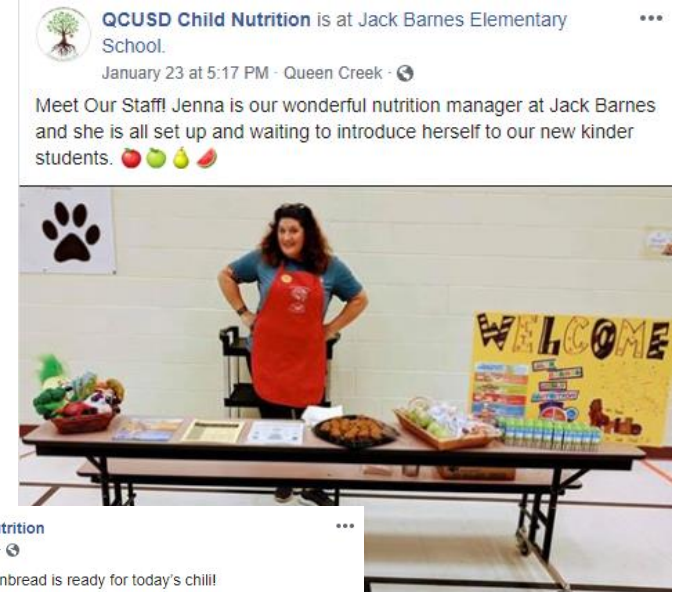 QCUSD Child Nutrition is at Jack Barnes Elementary
School.
January 23 at 5:17 PM · Queen Creek ·
Meet Our Staff! Jenna is our wonderful nutrition manager at Jack Barnes
and she is all set up and waiting to introduce herself to our new kinder
students. 🍎🍏🍐🍉
WELCOME
trition
nbread is ready for today's chili!